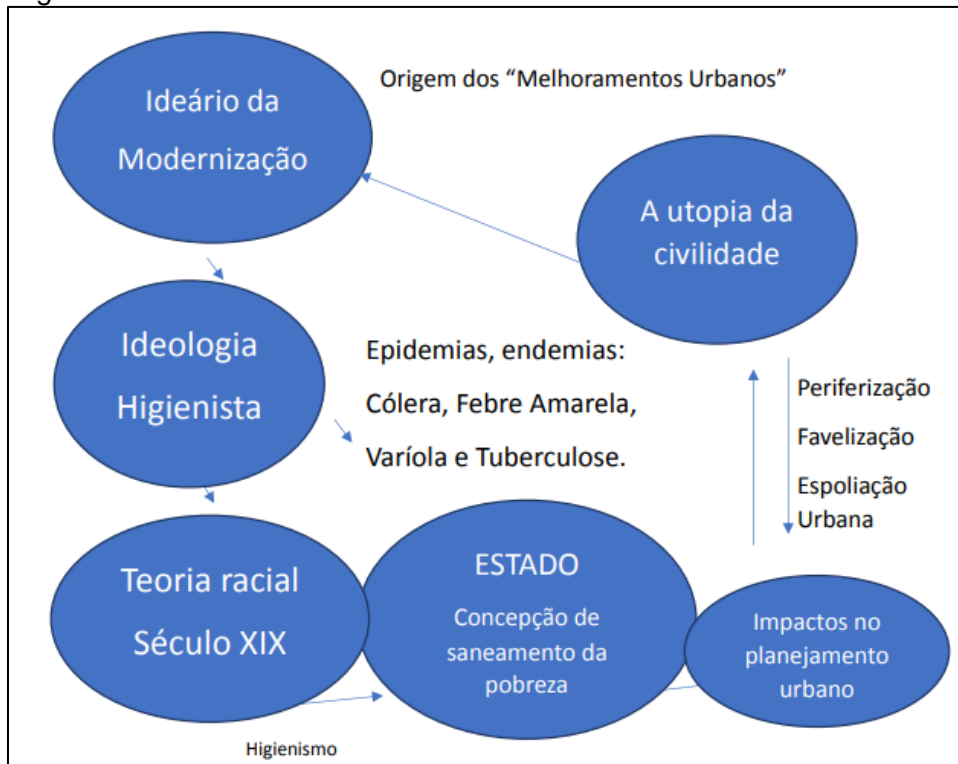 Origem dos “Melhoramentos Urbanos”
Ideário da
Modernização
A utopia da
civilidade
Ideologia
Higienista
Epidemias, endemias:
Cólera, Febre Amarela,
Varíola e Tuberculose.
Periferização
Favelização
Espoliação
Urbana
Teoria racial
Século XIX
ESTADO
Concepção de
saneamento da
pobreza
Impactos no
planejamento
urbano
Higienismo